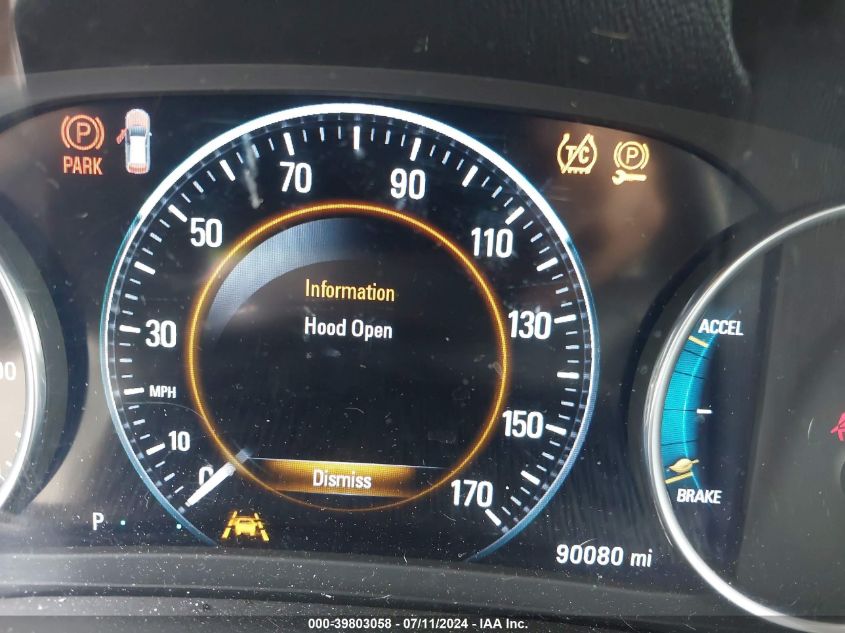 P
PARK
T/C
P
70
90
50
110
Information
Hood Open
30
130
ACCEL
MPH
150
10
0
Dismiss
170
BRAKE
P
90080 mi
000-39803058 - 07/11/2024 - IAA Inc.